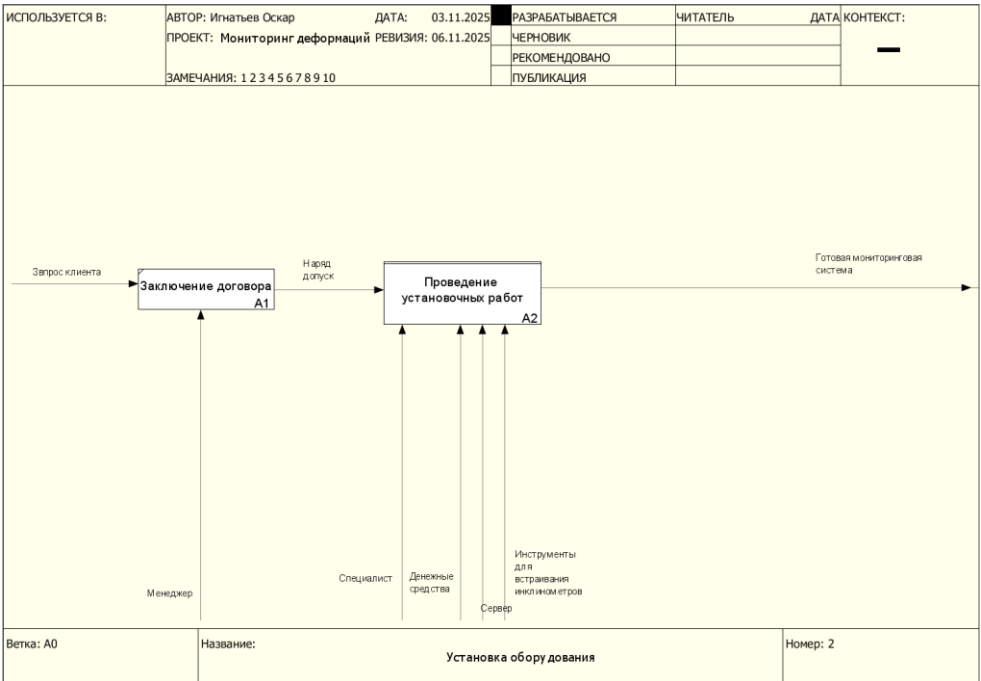 ИСПОЛЬЗУЕТСЯ В:
АВТОР: Игнатьев Оскар
ДАТА: 03.11.2025
РАЗРАБАТЫВАЕТСЯ
ЧИТАТЕЛЬ
ДАТА
КОНТЕКСТ:
ПРОЕКТ: Мониторинг деформаций
РЕВИЗИЯ: 06.11.2025
ЧЕРНОВИК
РЕКОМЕНДОВАНО
ЗАМЕЧАНИЯ: 1 2 3 4 5 6 7 8 9 10
ПУБЛИКАЦИЯ
Звпрос клиента
Заключение договора
A1
Наряд
допуск
Проведение
установочных работ
A2
Готовая мониторинговая
система
Менеджер
Специалист
Денежные
средства
Сервер
Инструменты
для
встраивания
инклинометров
Ветка: A0
Название:
Установка оборудования
Номер: 2